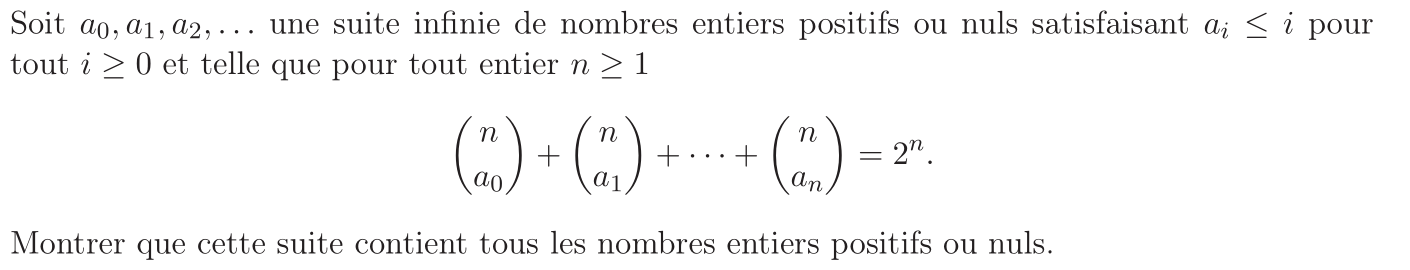 Soit $a_0, a_1, a_2, \ldots$ une suite infinie de nombres entiers positifs ou nuls satisfaisant $a_i \leq i$ pour
tout $i \geq 0$ et telle que pour tout entier $n \geq 1$
$$\binom{n}{a_0} + \binom{n}{a_1} + \cdots + \binom{n}{a_n} = 2^n.$$
Montrer que cette suite contient tous les nombres entiers positifs ou nuls.